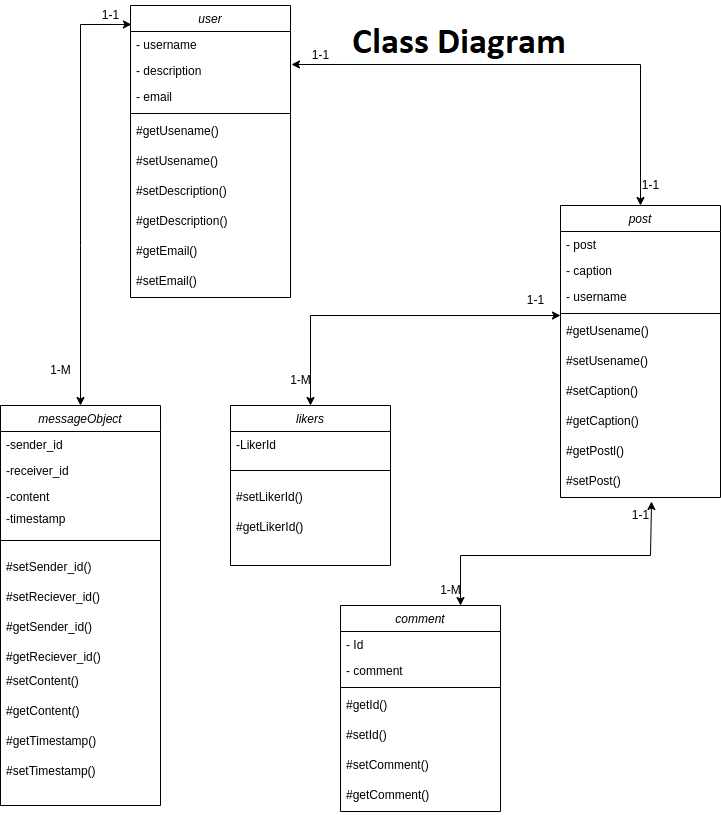 Class Diagram
1-1
user
- username
- description
- email
#getUsename()
#setUsename()
#setDescription()
#getDescription()
#getEmail()
#setEmail()
1-1
1-1
post
- post
- caption
- username
#getUsename()
#setUsename()
#setCaption()
#getCaption()
#getPostl()
#setPost()
1-1
1-M
messageObject
-sender_id
-receiver_id
-content
-timestamp
#setSender_id()
#setReciever_id()
#getSender_id()
#getReciever_id()
#setContent()
#getContent()
#getTimestamp()
#setTimestamp()
1-M
likers
-LikerId
#setLikerId()
#getLikerId()
1-1
1-M
comment
- Id
- comment
#getId()
#setId()
#setComment()
#getComment()